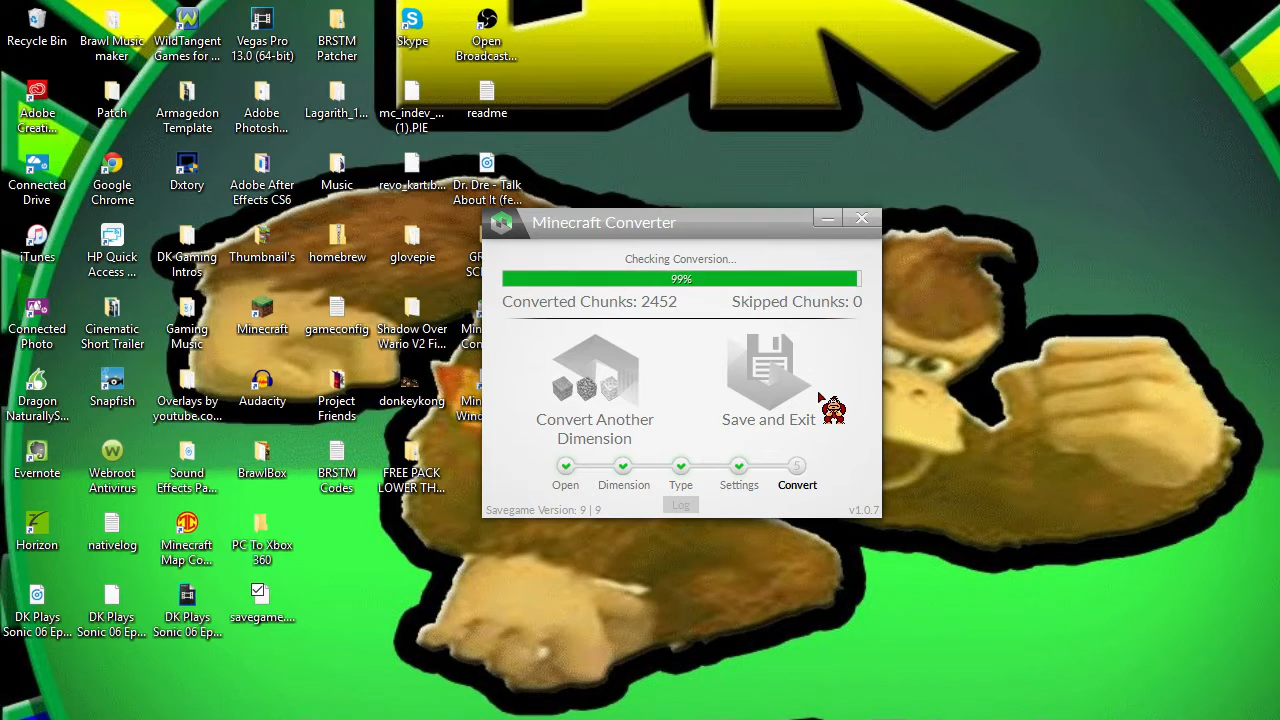 DK
Recycle Bin
Brawl Music
maker
WildTangent
Games for ...
Vegas Pro
13.0 (64-bit)
BRSTM
Patcher
Skype
Open
Broadcast...
Adobe
Creati...
Patch
Armagedon
Template
Adobe
Photosh...
Lagarith_1...
mc_indev_...
(1).PIE
readme
Connected
Drive
Google
Chrome
Dxtory
Adobe After
Effects CS6
Music
revo_kart.b...
Dr. Dre - Talk
About It (fe...
iTunes
HP Quick
Access ...
DK Gaming
Intros
Thumbnail's
homebrew
glovepie
Connected
Photo
Cinematic
Short Trailer
Gaming
Music
Minecraft
gameconfig
Shadow Over
Wario V2 Fi...
Dragon
NaturallyS...
Snapfish
Overlays by
youtube.co...
Audacity
Project
Friends
donkeykong
Evernote
Webroot
Antivirus
Sound
Effects Pa...
BrawlBox
BRSTM
Codes
FREE PACK
LOWER TH...
Horizon
nativelog
Minecraft
Map Co...
PC To Xbox
360
DK Plays
Sonic 06 Ep...
DK Plays
Sonic 06 Ep...
DK Plays
Sonic 06 Ep...
savegame....
Minecraft Converter
Checking Conversion...
99%
Converted Chunks: 2452 Skipped Chunks: 0
Convert Another
Dimension
Save and Exit
5
Open Dimension Type Settings Convert
Log
Savegame Version: 9 | 9 v1.0.7